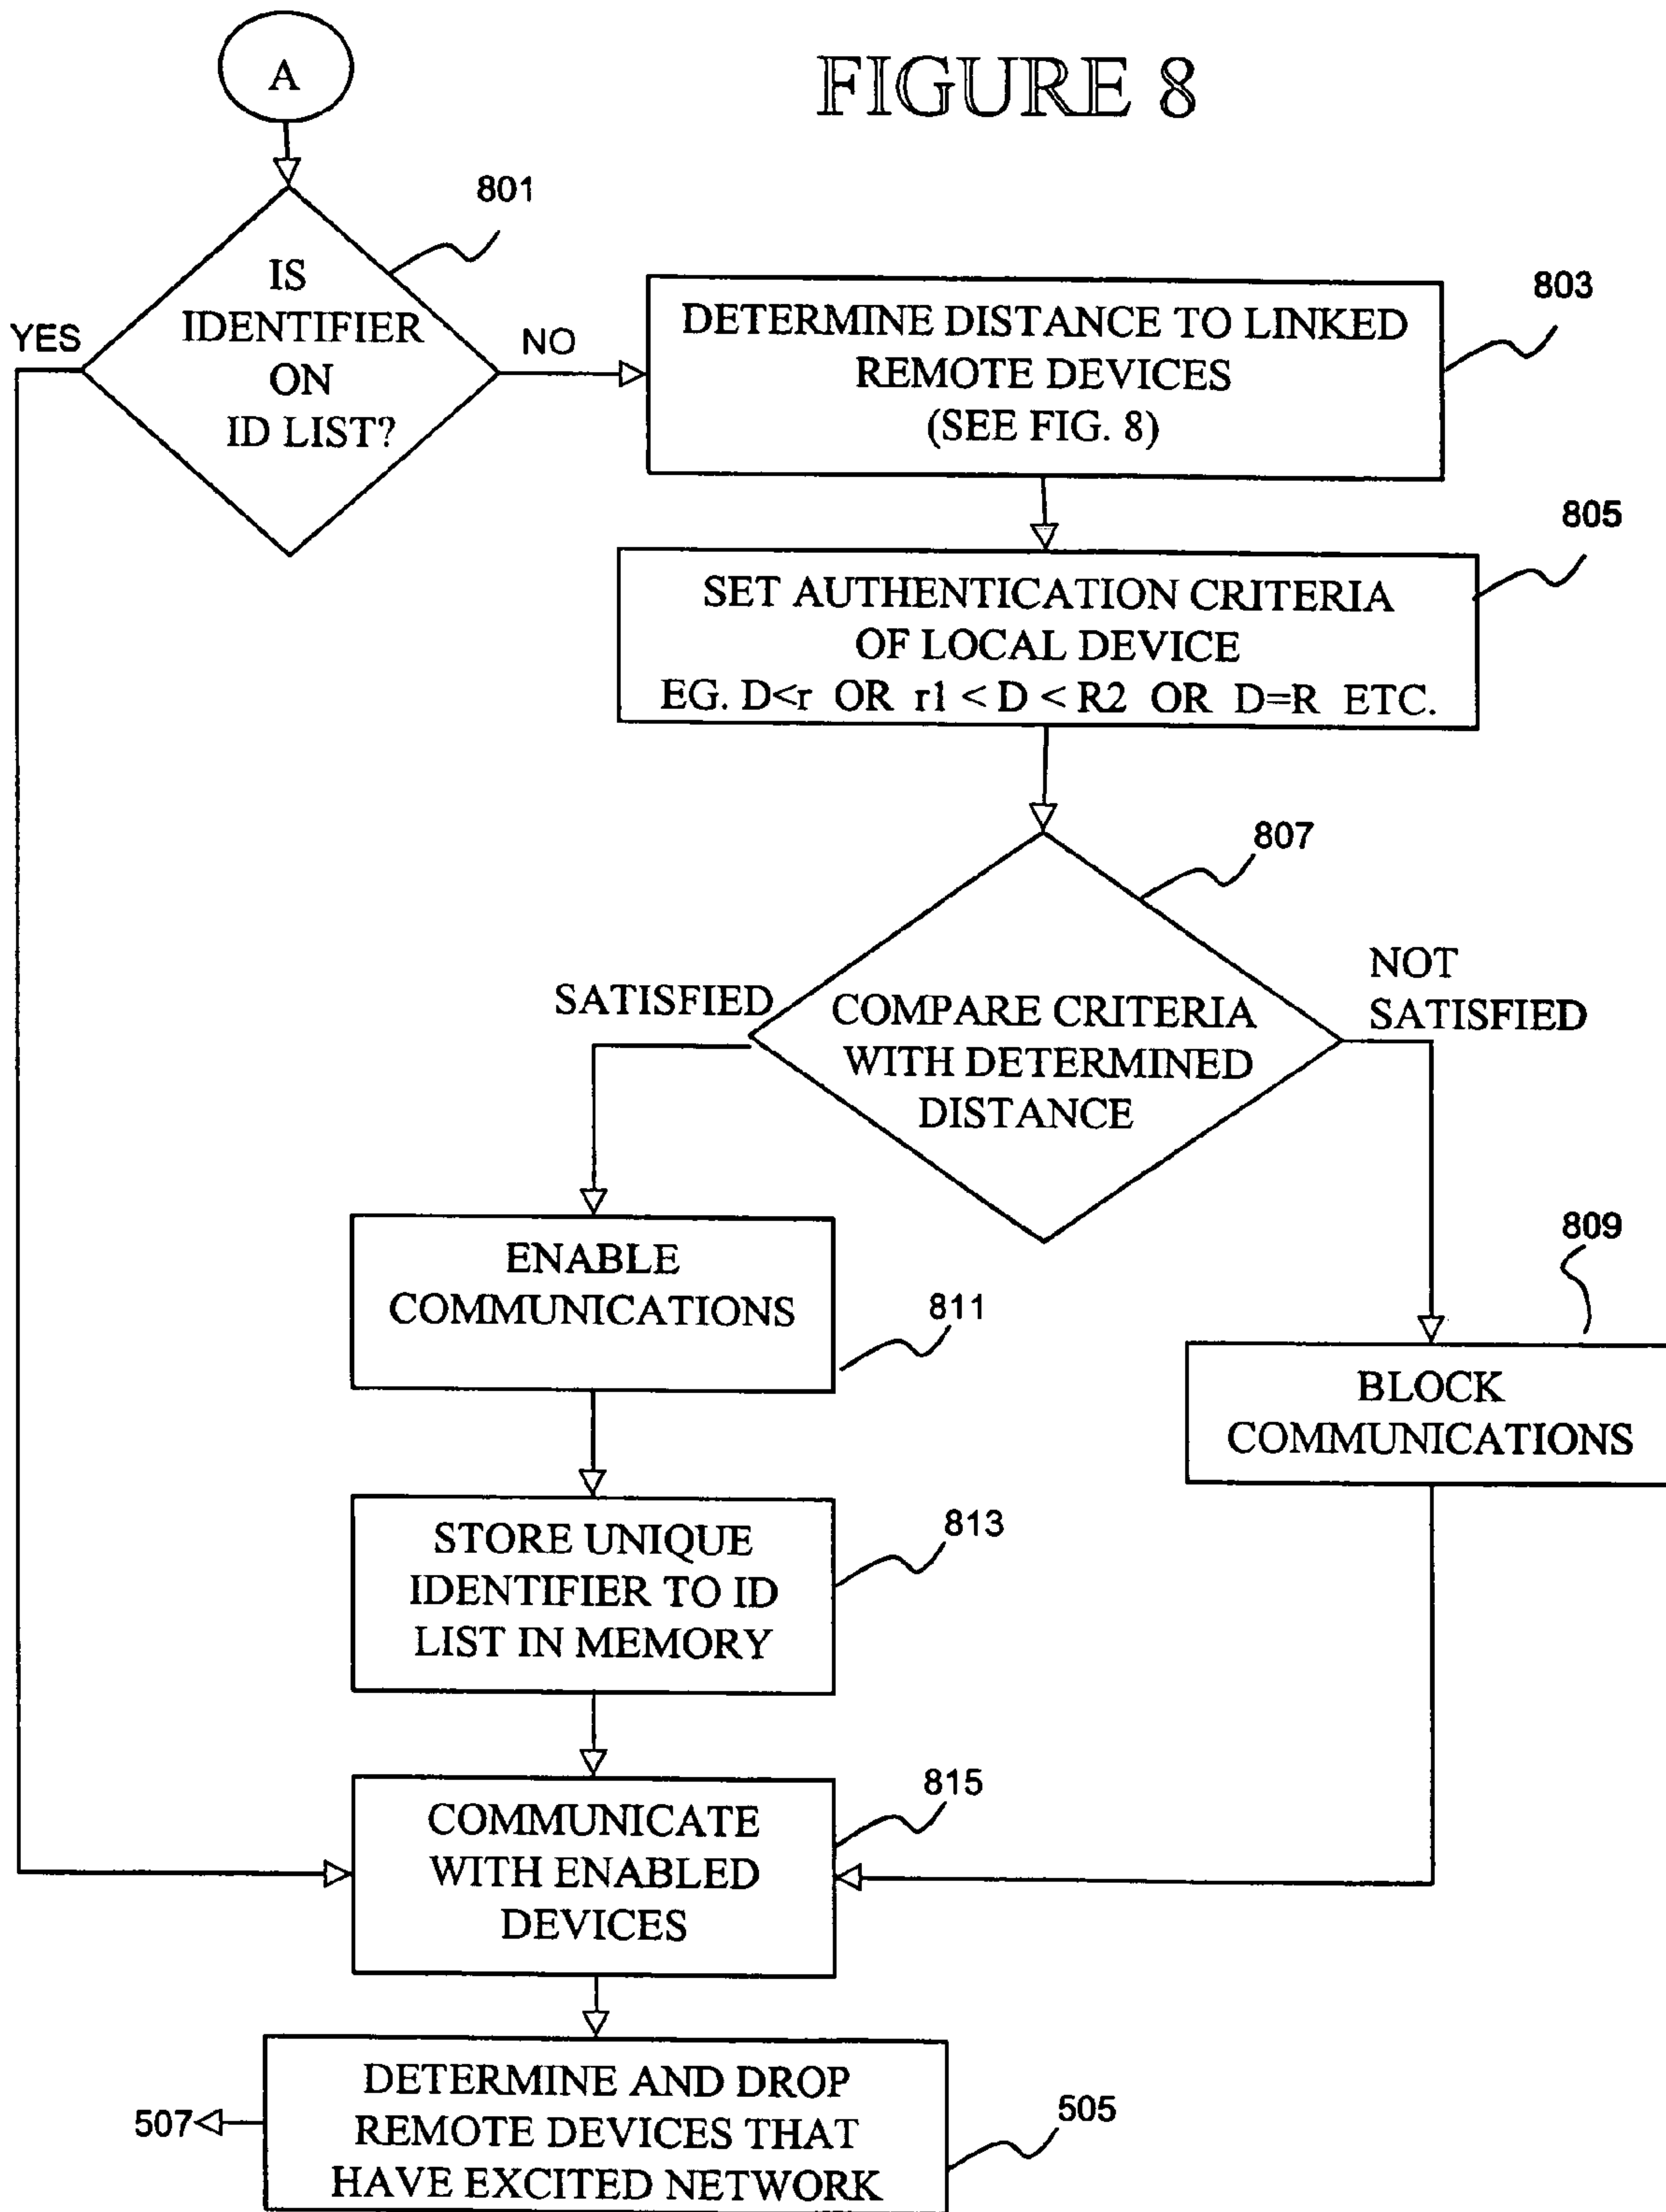 FIGURE 8
A
801
IS
IDENTIFIER
ON
ID LIST?
YES
NO
803
DETERMINE DISTANCE TO LINKED
REMOTE DEVICES
(SEE FIG. 8)
805
SET AUTHENTICATION CRITERIA
OF LOCAL DEVICE
EG. D<r OR r1 < D < R2 OR D=R ETC.
807
COMPARE CRITERIA
WITH DETERMINED
DISTANCE
SATISFIED
NOT
SATISFIED
ENABLE
COMMUNICATIONS
811
809
BLOCK
COMMUNICATIONS
STORE UNIQUE
IDENTIFIER TO ID
LIST IN MEMORY
813
COMMUNICATE
WITH ENABLED
DEVICES
815
DETERMINE AND DROP
REMOTE DEVICES THAT
HAVE EXCITED NETWORK
505
507